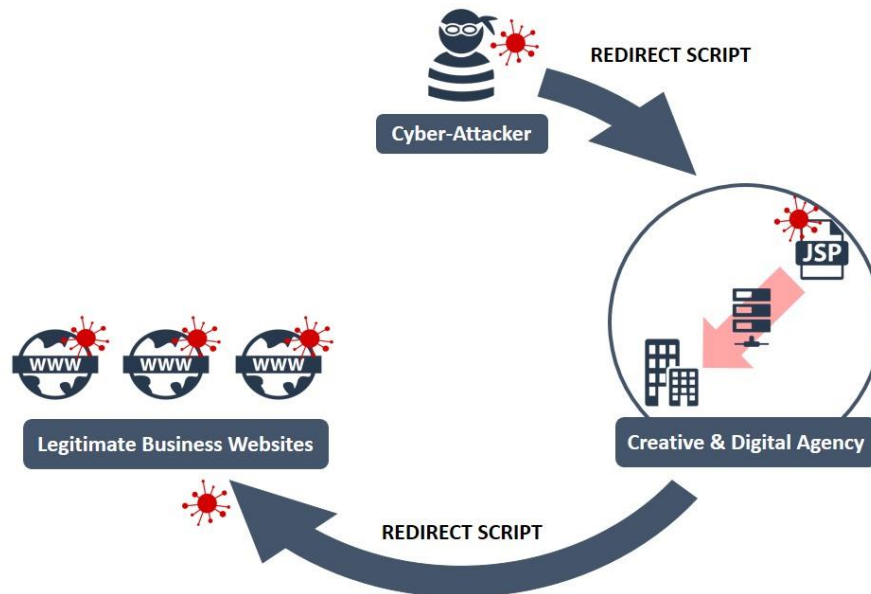 REDIRECT SCRIPT
Cyber-Attacker
JSP
WWW WWW WWW
Legitimate Business Websites
Creative & Digital Agency
REDIRECT SCRIPT